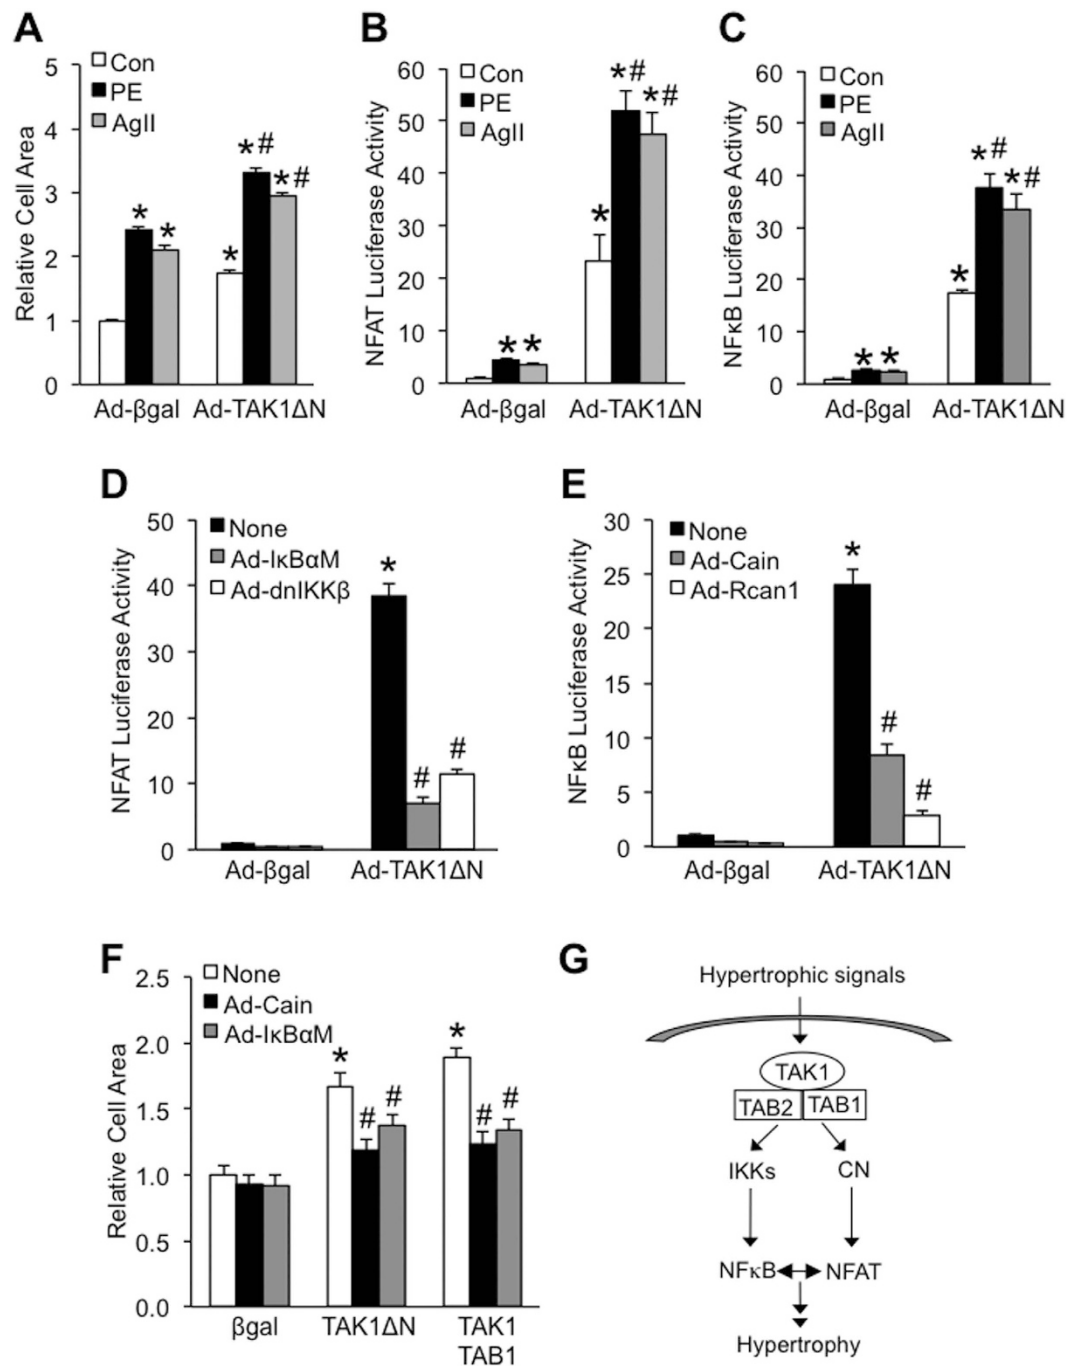 A
Relative Cell Area
5
4
3
2
1
0
Con
PE
AgII
*
*
*
*#
*#
Ad-βgal
Ad-TAK1ΔN
B
NFAT Luciferase Activity
60
50
40
30
20
10
0
Con
PE
AgII
*
*
*
*#
*#
Ad-βgal
Ad-TAK1ΔN
C
NFκB Luciferase Activity
60
50
40
30
20
10
0
Con
PE
AgII
*
*
*
*#
*#
Ad-βgal
Ad-TAK1ΔN
D
NFAT Luciferase Activity
50
40
30
20
10
0
None
Ad-IκBαM
Ad-dnIKKβ
*
#
#
Ad-βgal
Ad-TAK1ΔN
E
NFκB Luciferase Activity
30
25
20
15
10
5
0
None
Ad-Cain
Ad-Rcan1
*
#
#
Ad-βgal
Ad-TAK1ΔN
F
Relative Cell Area
2.5
2.0
1.5
1.0
0.5
0.0
None
Ad-Cain
Ad-IκBαM
*
#
#
*
#
#
βgal
TAK1ΔN
TAK1
TAB1
G
Hypertrophic signals
TAK1
TAB2
TAB1
IKKs
CN
NFκB
NFAT
Hypertrophy